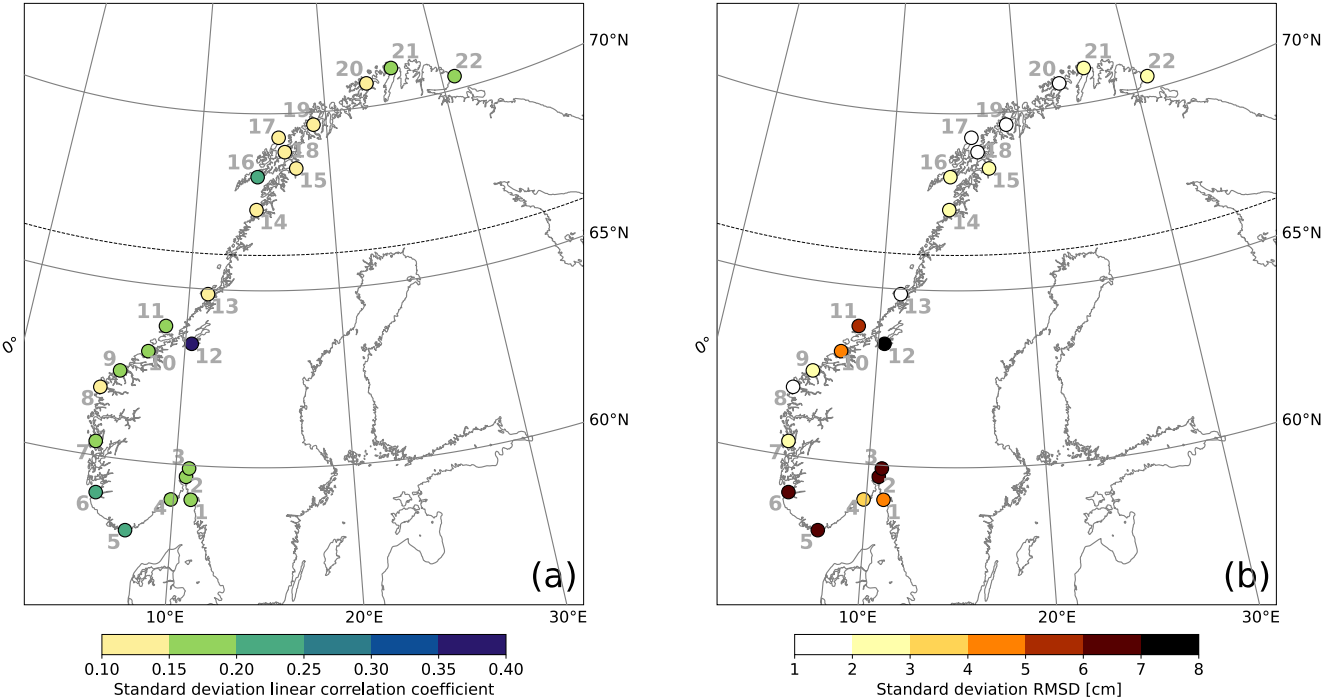 70°N
65°N
60°N
0°
10°E
20°E
30°E
1
2
3
4
5
6
7
8
9
10
11
12
13
14
15
16
17
18
19
20
21
22
(a)
0.10 0.15 0.20 0.25 0.30 0.35 0.40
Standard deviation linear correlation coefficient
70°N
65°N
60°N
0°
10°E
20°E
30°E
1
2
3
4
5
6
7
8
9
10
11
12
13
14
15
16
17
18
19
20
21
22
(b)
1 2 3 4 5 6 7 8
Standard deviation RMSD [cm]